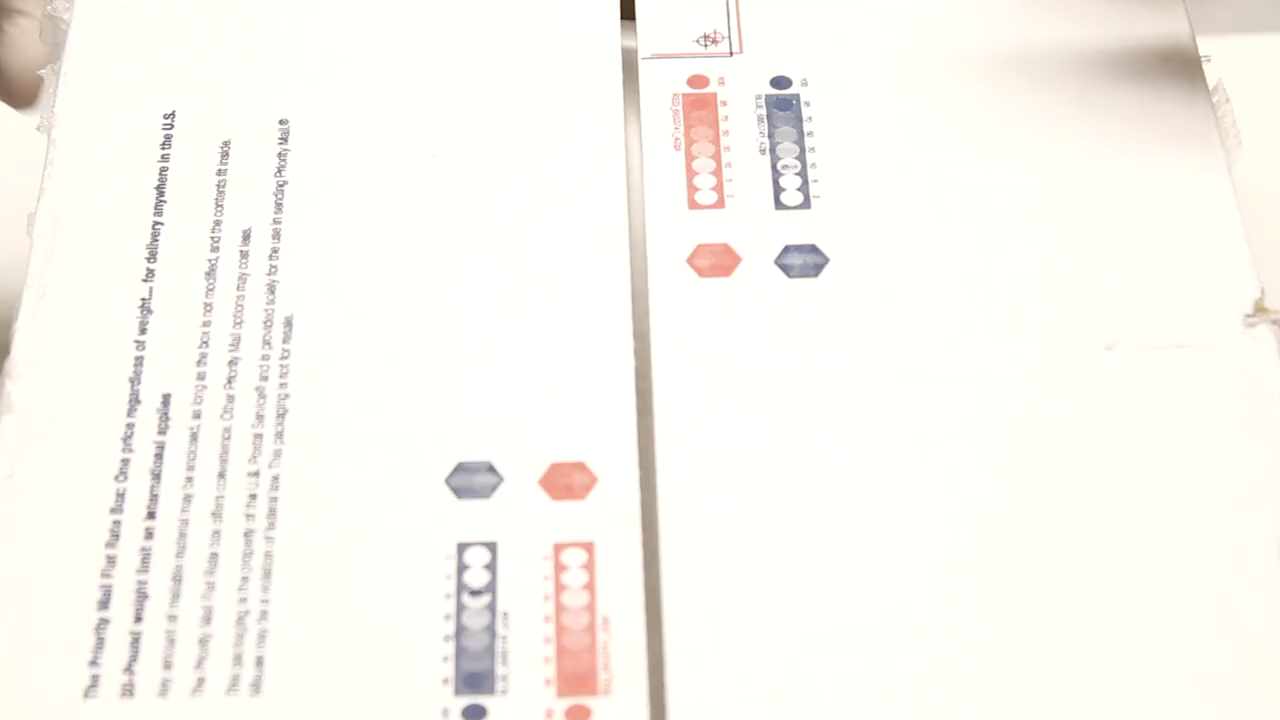 This Priority Mail Flat Rate Box: One price regardless of weight... for delivery anywhere in the U.S.
20-Pound weight limit on international applies
Any amount of mailable material may be enclosed, as long as the box is not modified, and the contents fit inside.
The Priority Mail Flat Rate box offers convenience. Other Priority Mail options may cost less.
This packaging is the property of the U.S. Postal Service® and is provided solely for the use in sending Priority Mail.®
Misuse may be a violation of federal law. This packaging is not for resale.